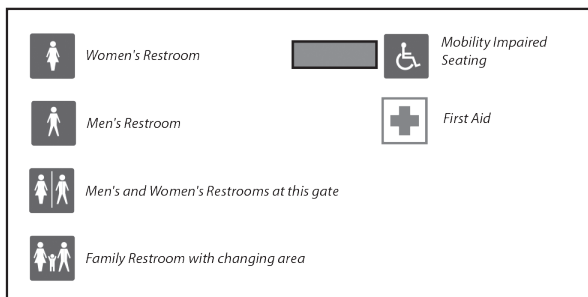 Women's Restroom
Mobility Impaired
Seating
Men's Restroom
First Aid
Men's and Women's Restrooms at this gate
Family Restroom with changing area